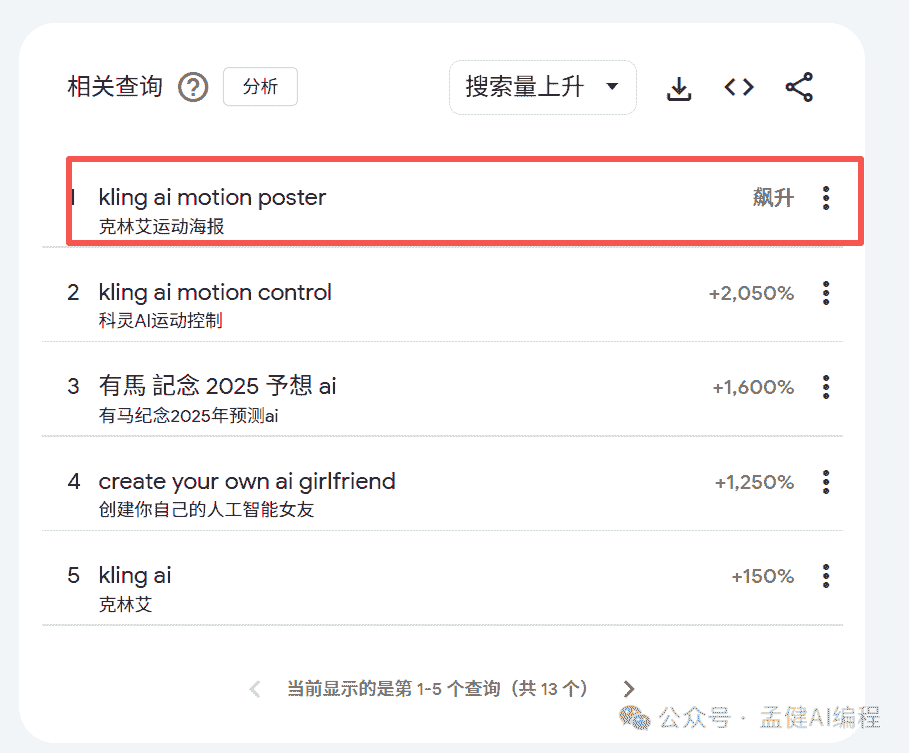 相关查询 ? 分析 搜索量上升
1 kling ai motion poster 飙升
克林艾运动海报
2 kling ai motion control +2,050%
科灵AI运动控制
3 有馬 記念 2025 予想 ai +1,600%
有马纪念2025年预测ai
4 create your own ai girlfriend +1,250%
创建你自己的人工智能女友
5 kling ai +150%
克林艾
当前显示的是第 1-5 个查询（共 13 个）
公众号 · 孟健AI编程